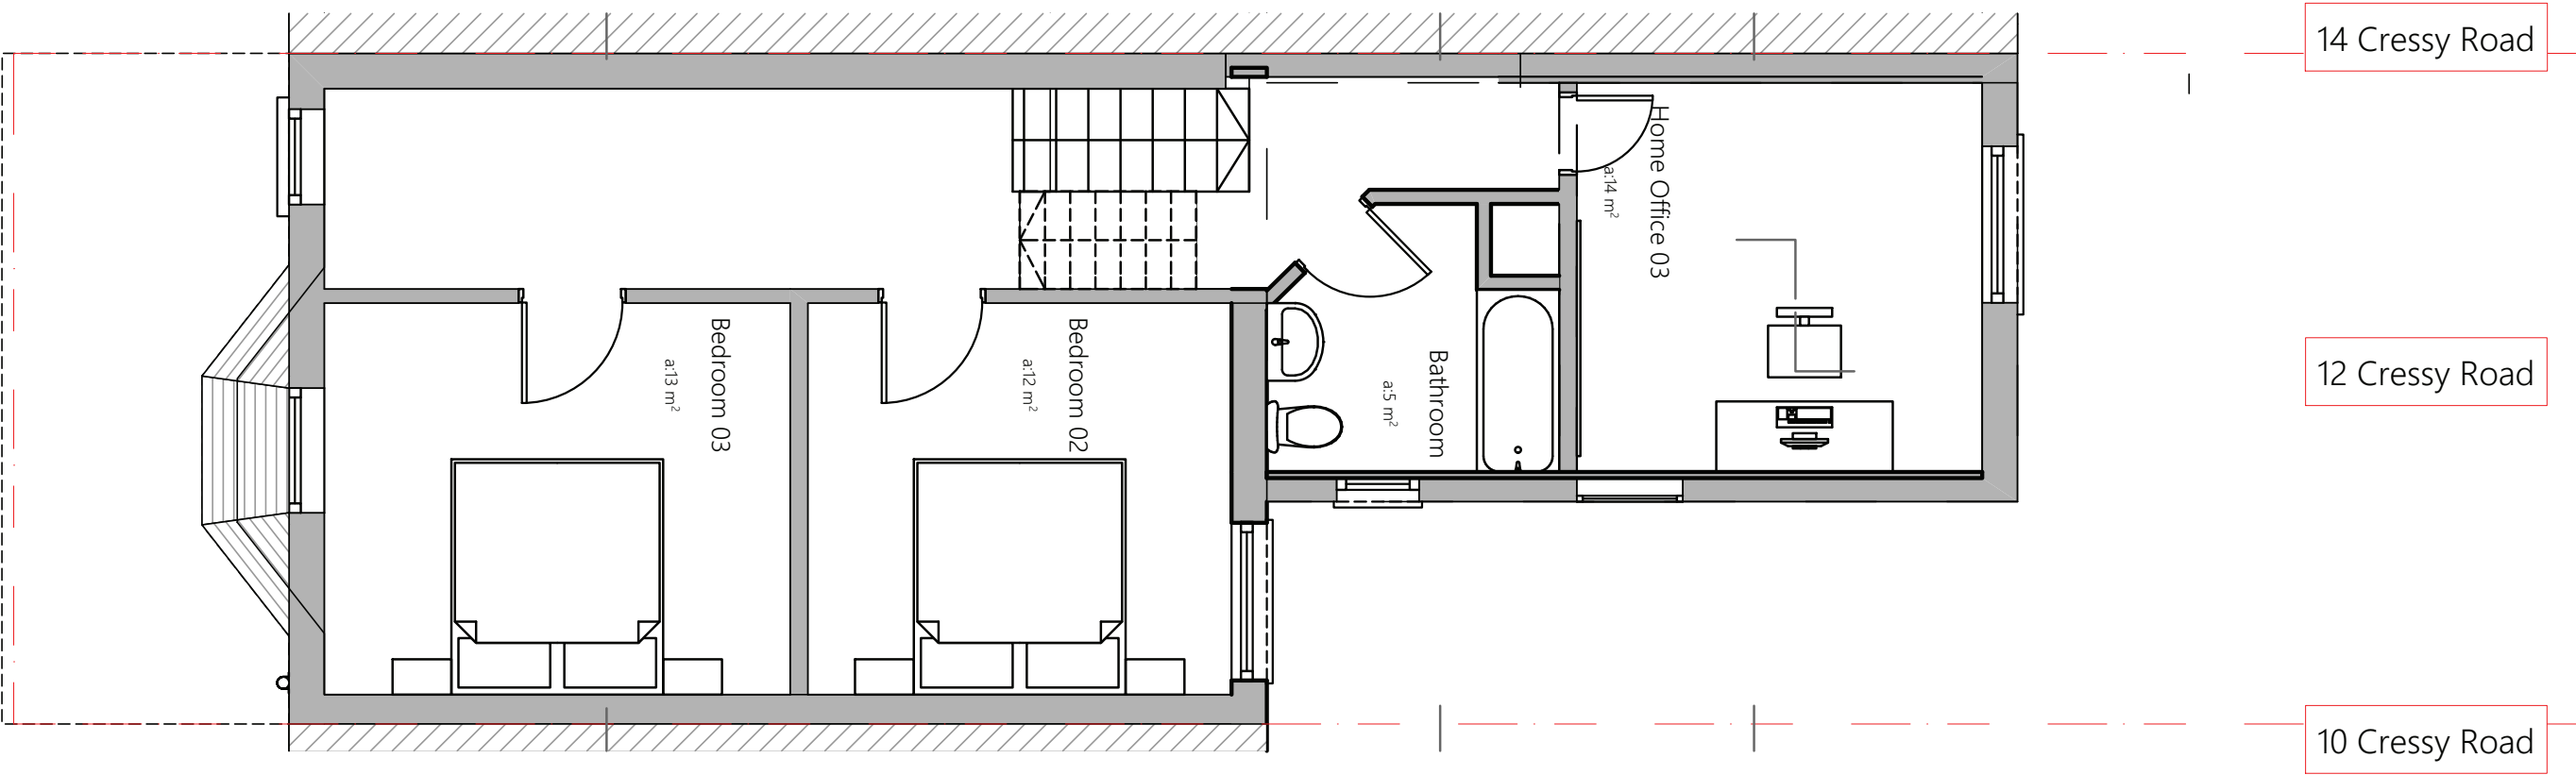 14 Cressy Road
Home Office 03
a:14 m²
12 Cressy Road
Bedroom 03
a:13 m²
Bedroom 02
a:12 m²
Bathroom
a:5 m²
10 Cressy Road